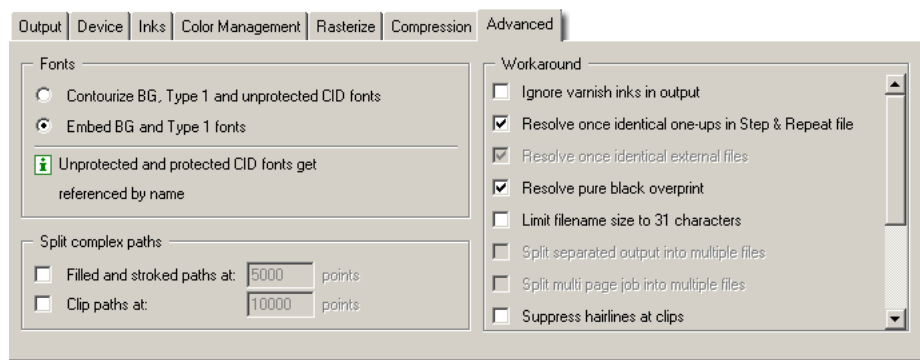 Output Device Inks Color Management Rasterize Compression Advanced
Fonts
Contourize BG, Type 1 and unprotected CID fonts
Embed BG and Type 1 fonts
Unprotected and protected CID fonts get
referenced by name
Split complex paths
Filled and stroked paths at: 5000 points
Clip paths at: 10000 points
Workaround
Ignore varnish inks in output
Resolve once identical one-ups in Step & Repeat file
Resolve once identical external files
Resolve pure black overprint
Limit filename size to 31 characters
Split separated output into multiple files
Split multi page job into multiple files
Suppress hairlines at clips